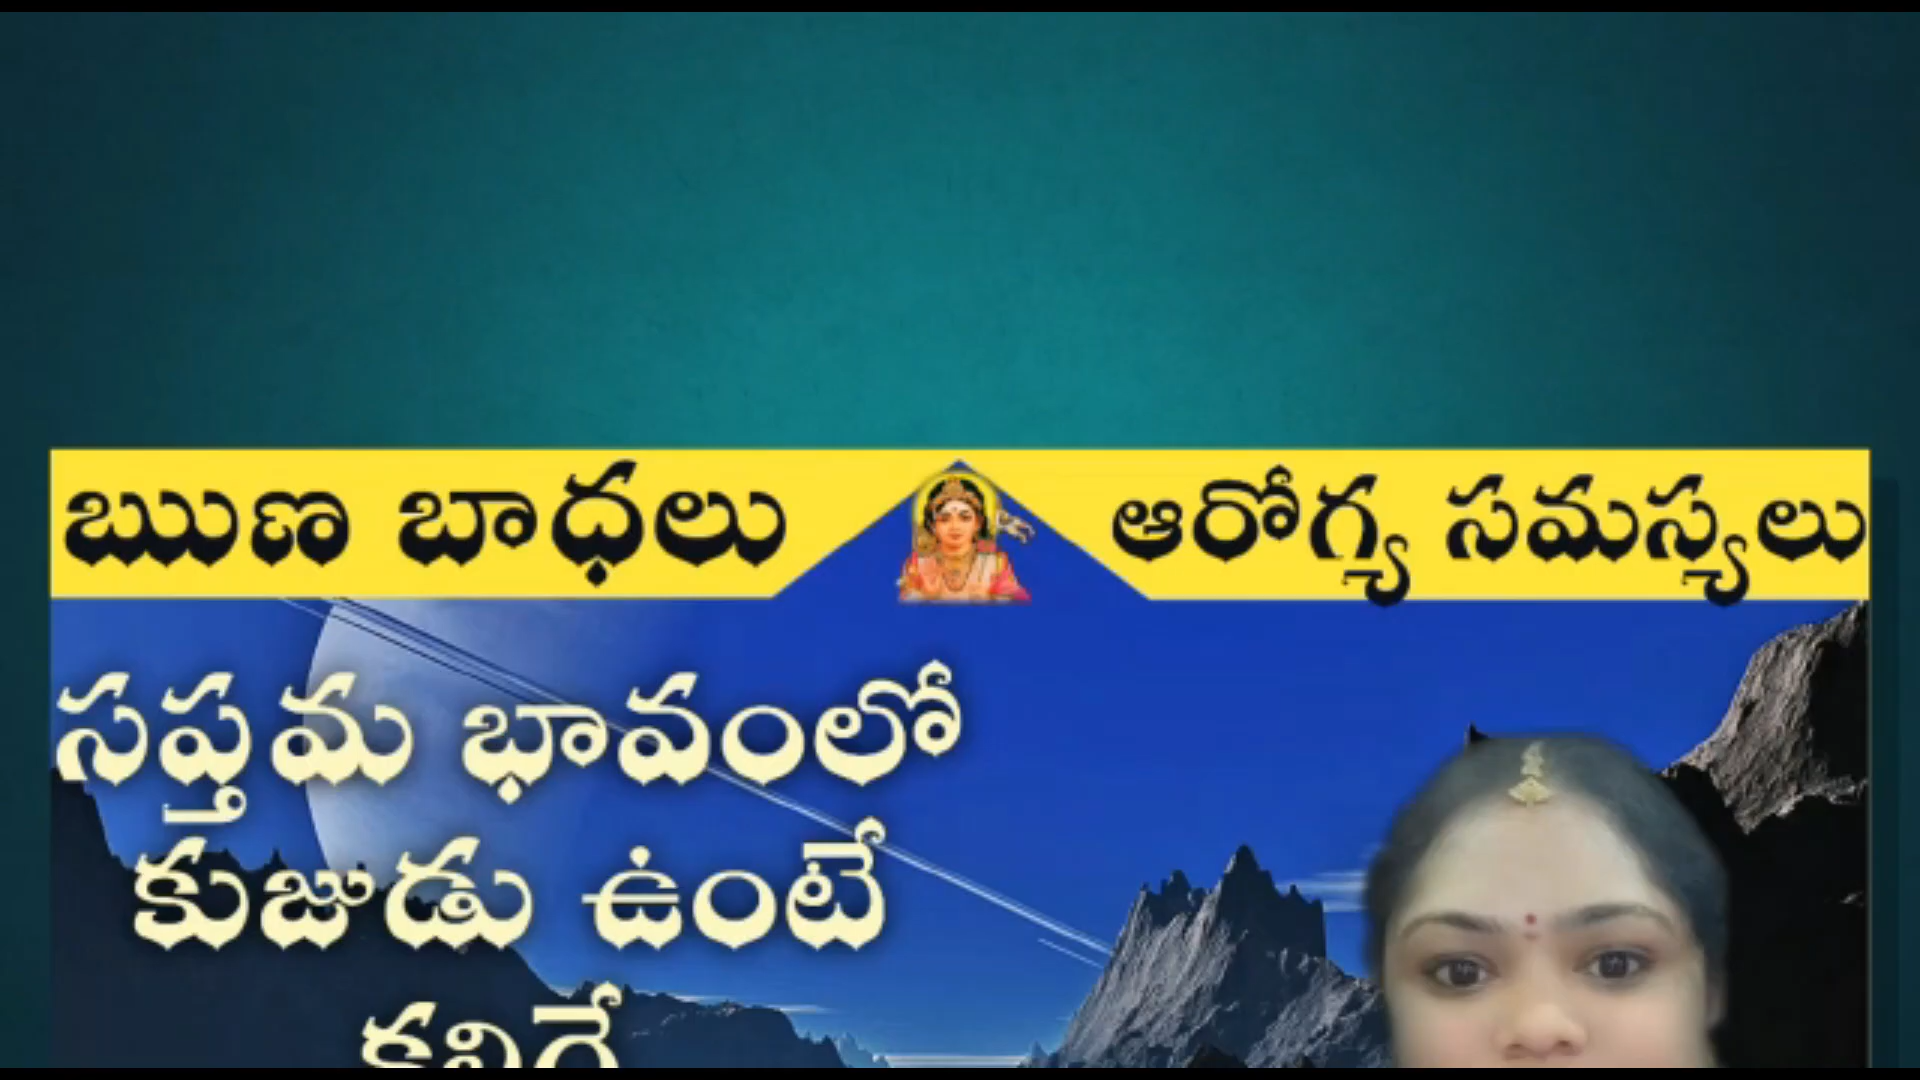 ఋణ బాధలు
ఆరోగ్య సమస్యలు
సప్తమ భావంలో
కుజుడు ఉంటే